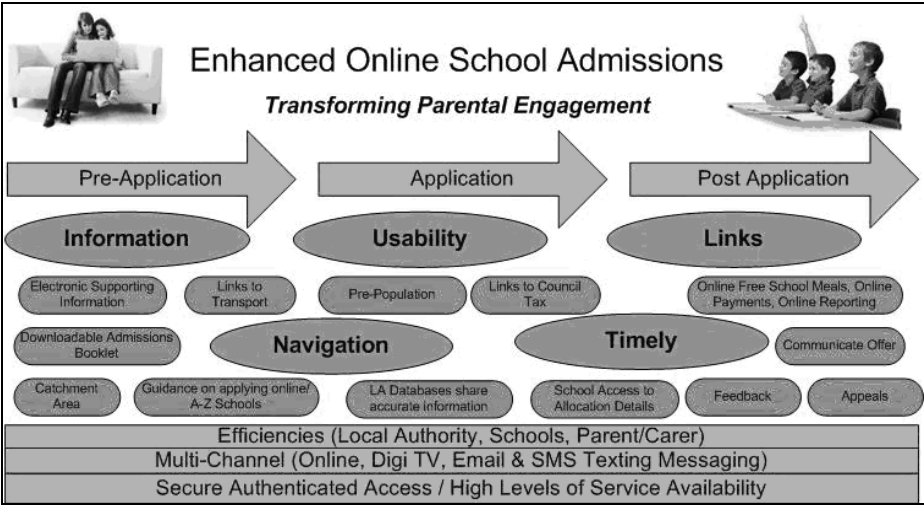 Enhanced Online School Admissions
Transforming Parental Engagement
Pre-Application
Application
Post Application
Information
Usability
Links
Electronic Supporting
Information
Links to
Transport
Pre-Population
Links to Council
Tax
Online Free School Meals, Online
Payments, Online Reporting
Downloadable Admissions
Booklet
Navigation
Timely
Communicate Offer
Catchment
Area
Guidance on applying online/
A-Z Schools
LA Databases share
accurate information
School Access to
Allocation Details
Feedback
Appeals
Efficiencies (Local Authority, Schools, Parent/Carer)
Multi-Channel (Online, Digi TV, Email & SMS Texting Messaging)
Secure Authenticated Access / High Levels of Service Availability